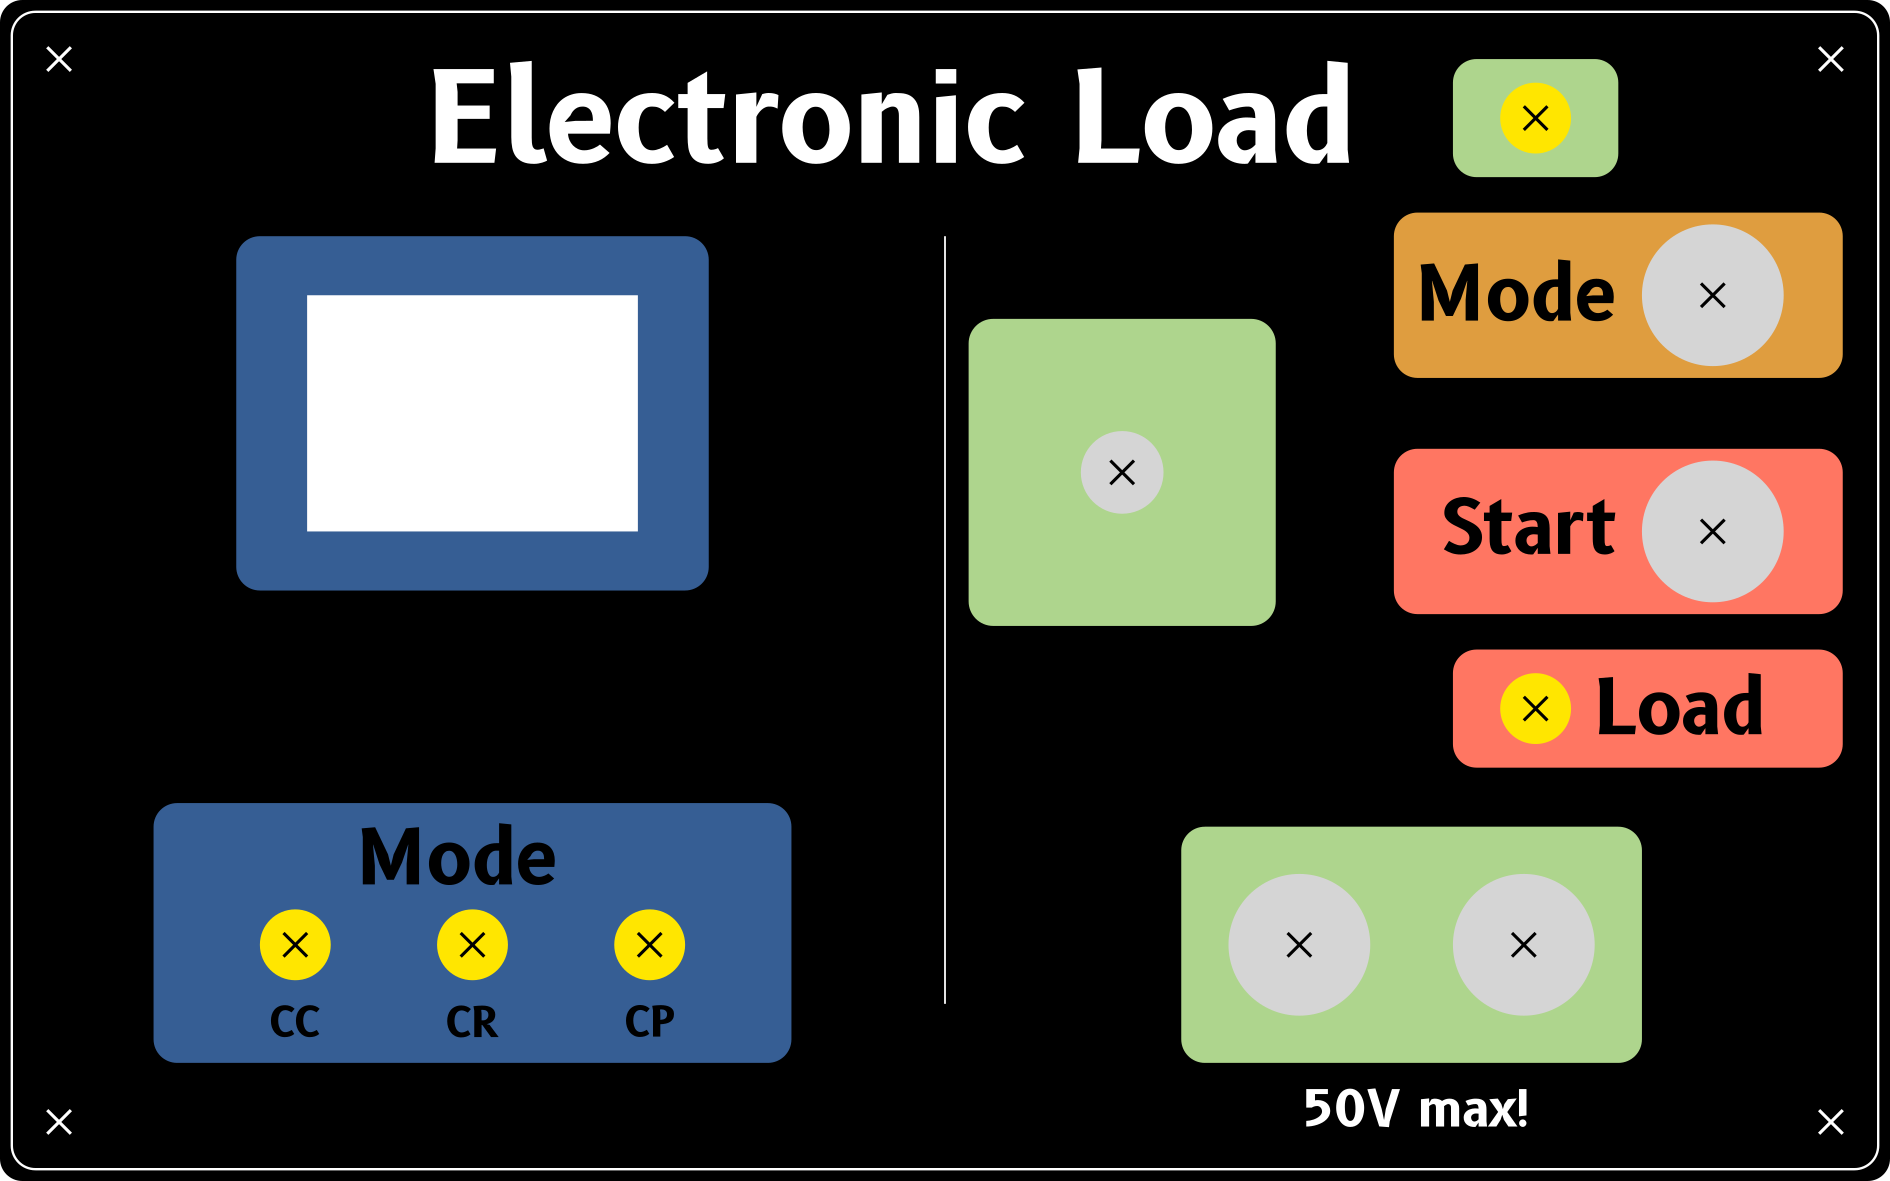 Electronic Load
Mode
Start
Load
Mode
CC CR CP
50V max!